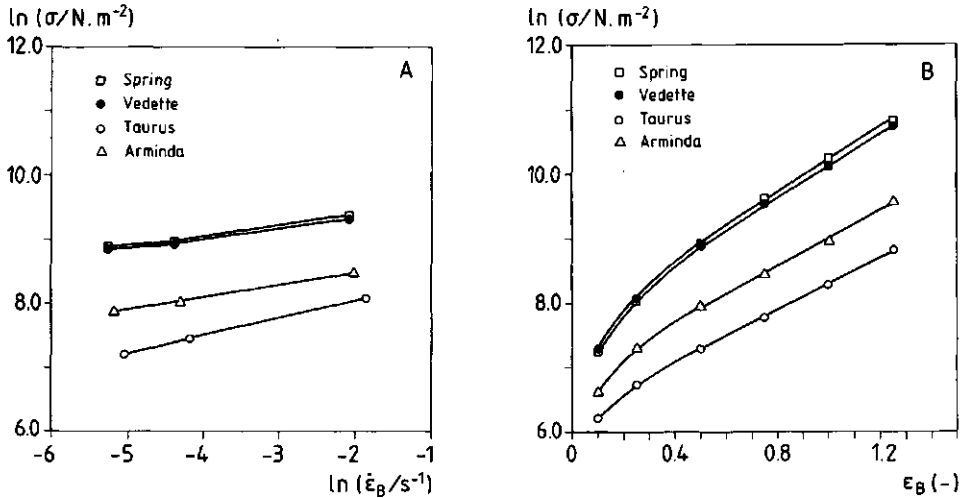 ln (σ/N.m⁻²)
12.0
A
Spring
Vedette
Taurus
Arminda
10.0
8.0
6.0
-6 -5 -4 -3 -2 -1
ln (ε̇B/s⁻¹)
ln (σ/N.m⁻²)
12.0
B
Spring
Vedette
Taurus
Arminda
10.0
8.0
6.0
0 0.4 0.8 1.2
εB (-)